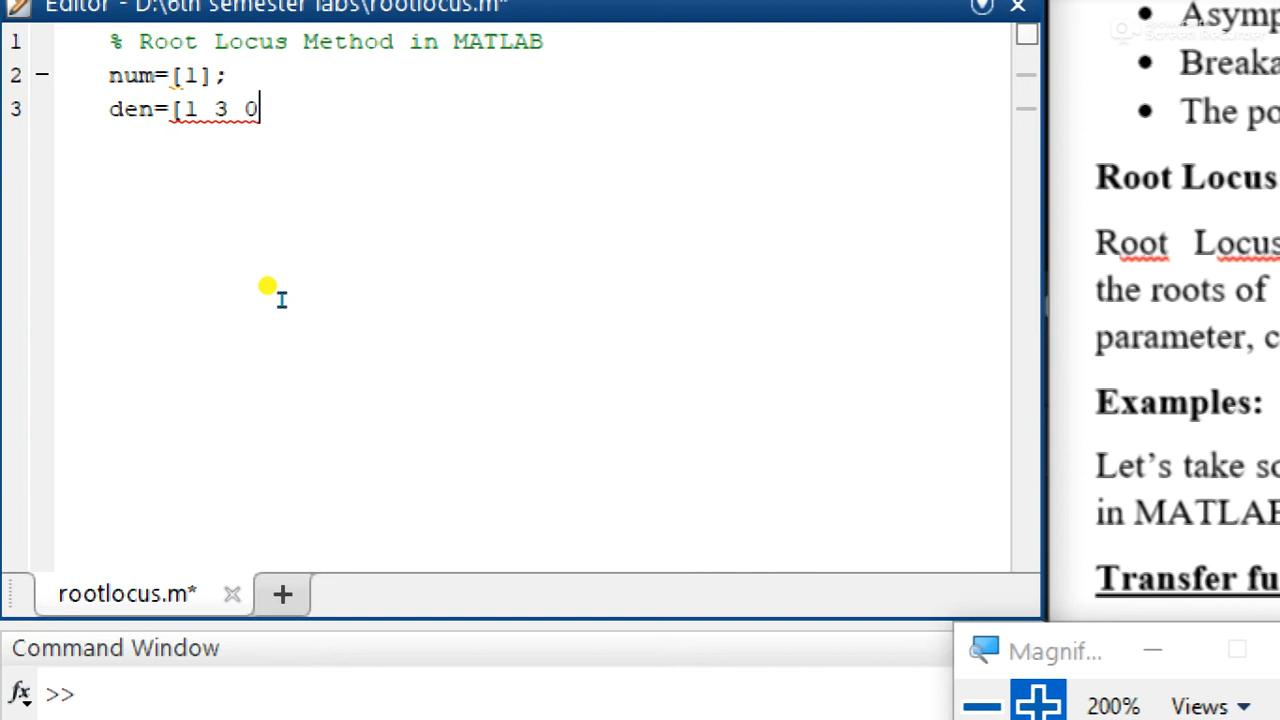 Editor - D:\6th semester labs\rootlocus.m*
1 % Root Locus Method in MATLAB
2 – num=[1];
3 den=[1 3 0
rootlocus.m*
Command Window
fx >>
• Asymp
• Breaka
• The po
Root Locus
Root Locus
the roots of
parameter, c
Examples:
Let’s take so
in MATLAB
Transfer fu
Magnif...
200% Views